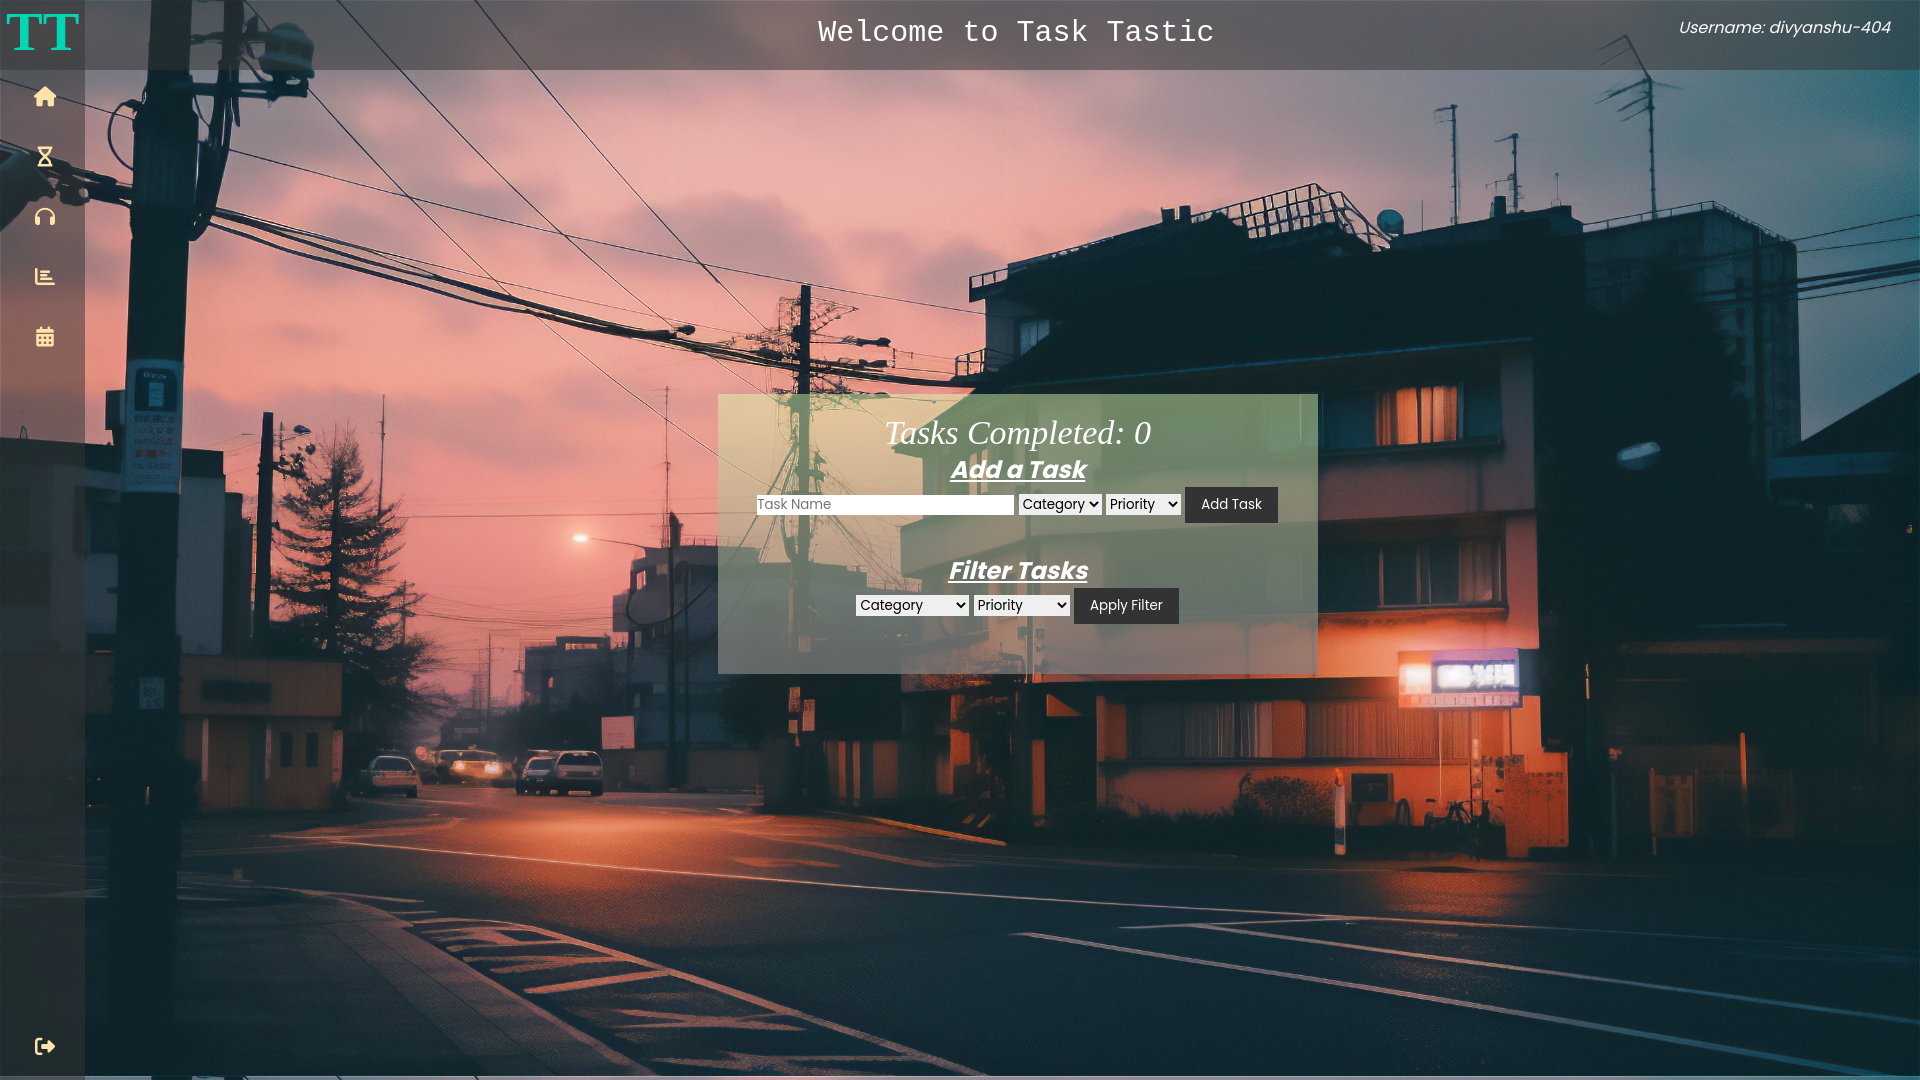 TT
Welcome to Task Tastic
Username: divyanshu-404
Tasks Completed: 0
Add a Task
Task Name Category Priority Add Task
Filter Tasks
Category Priority Apply Filter